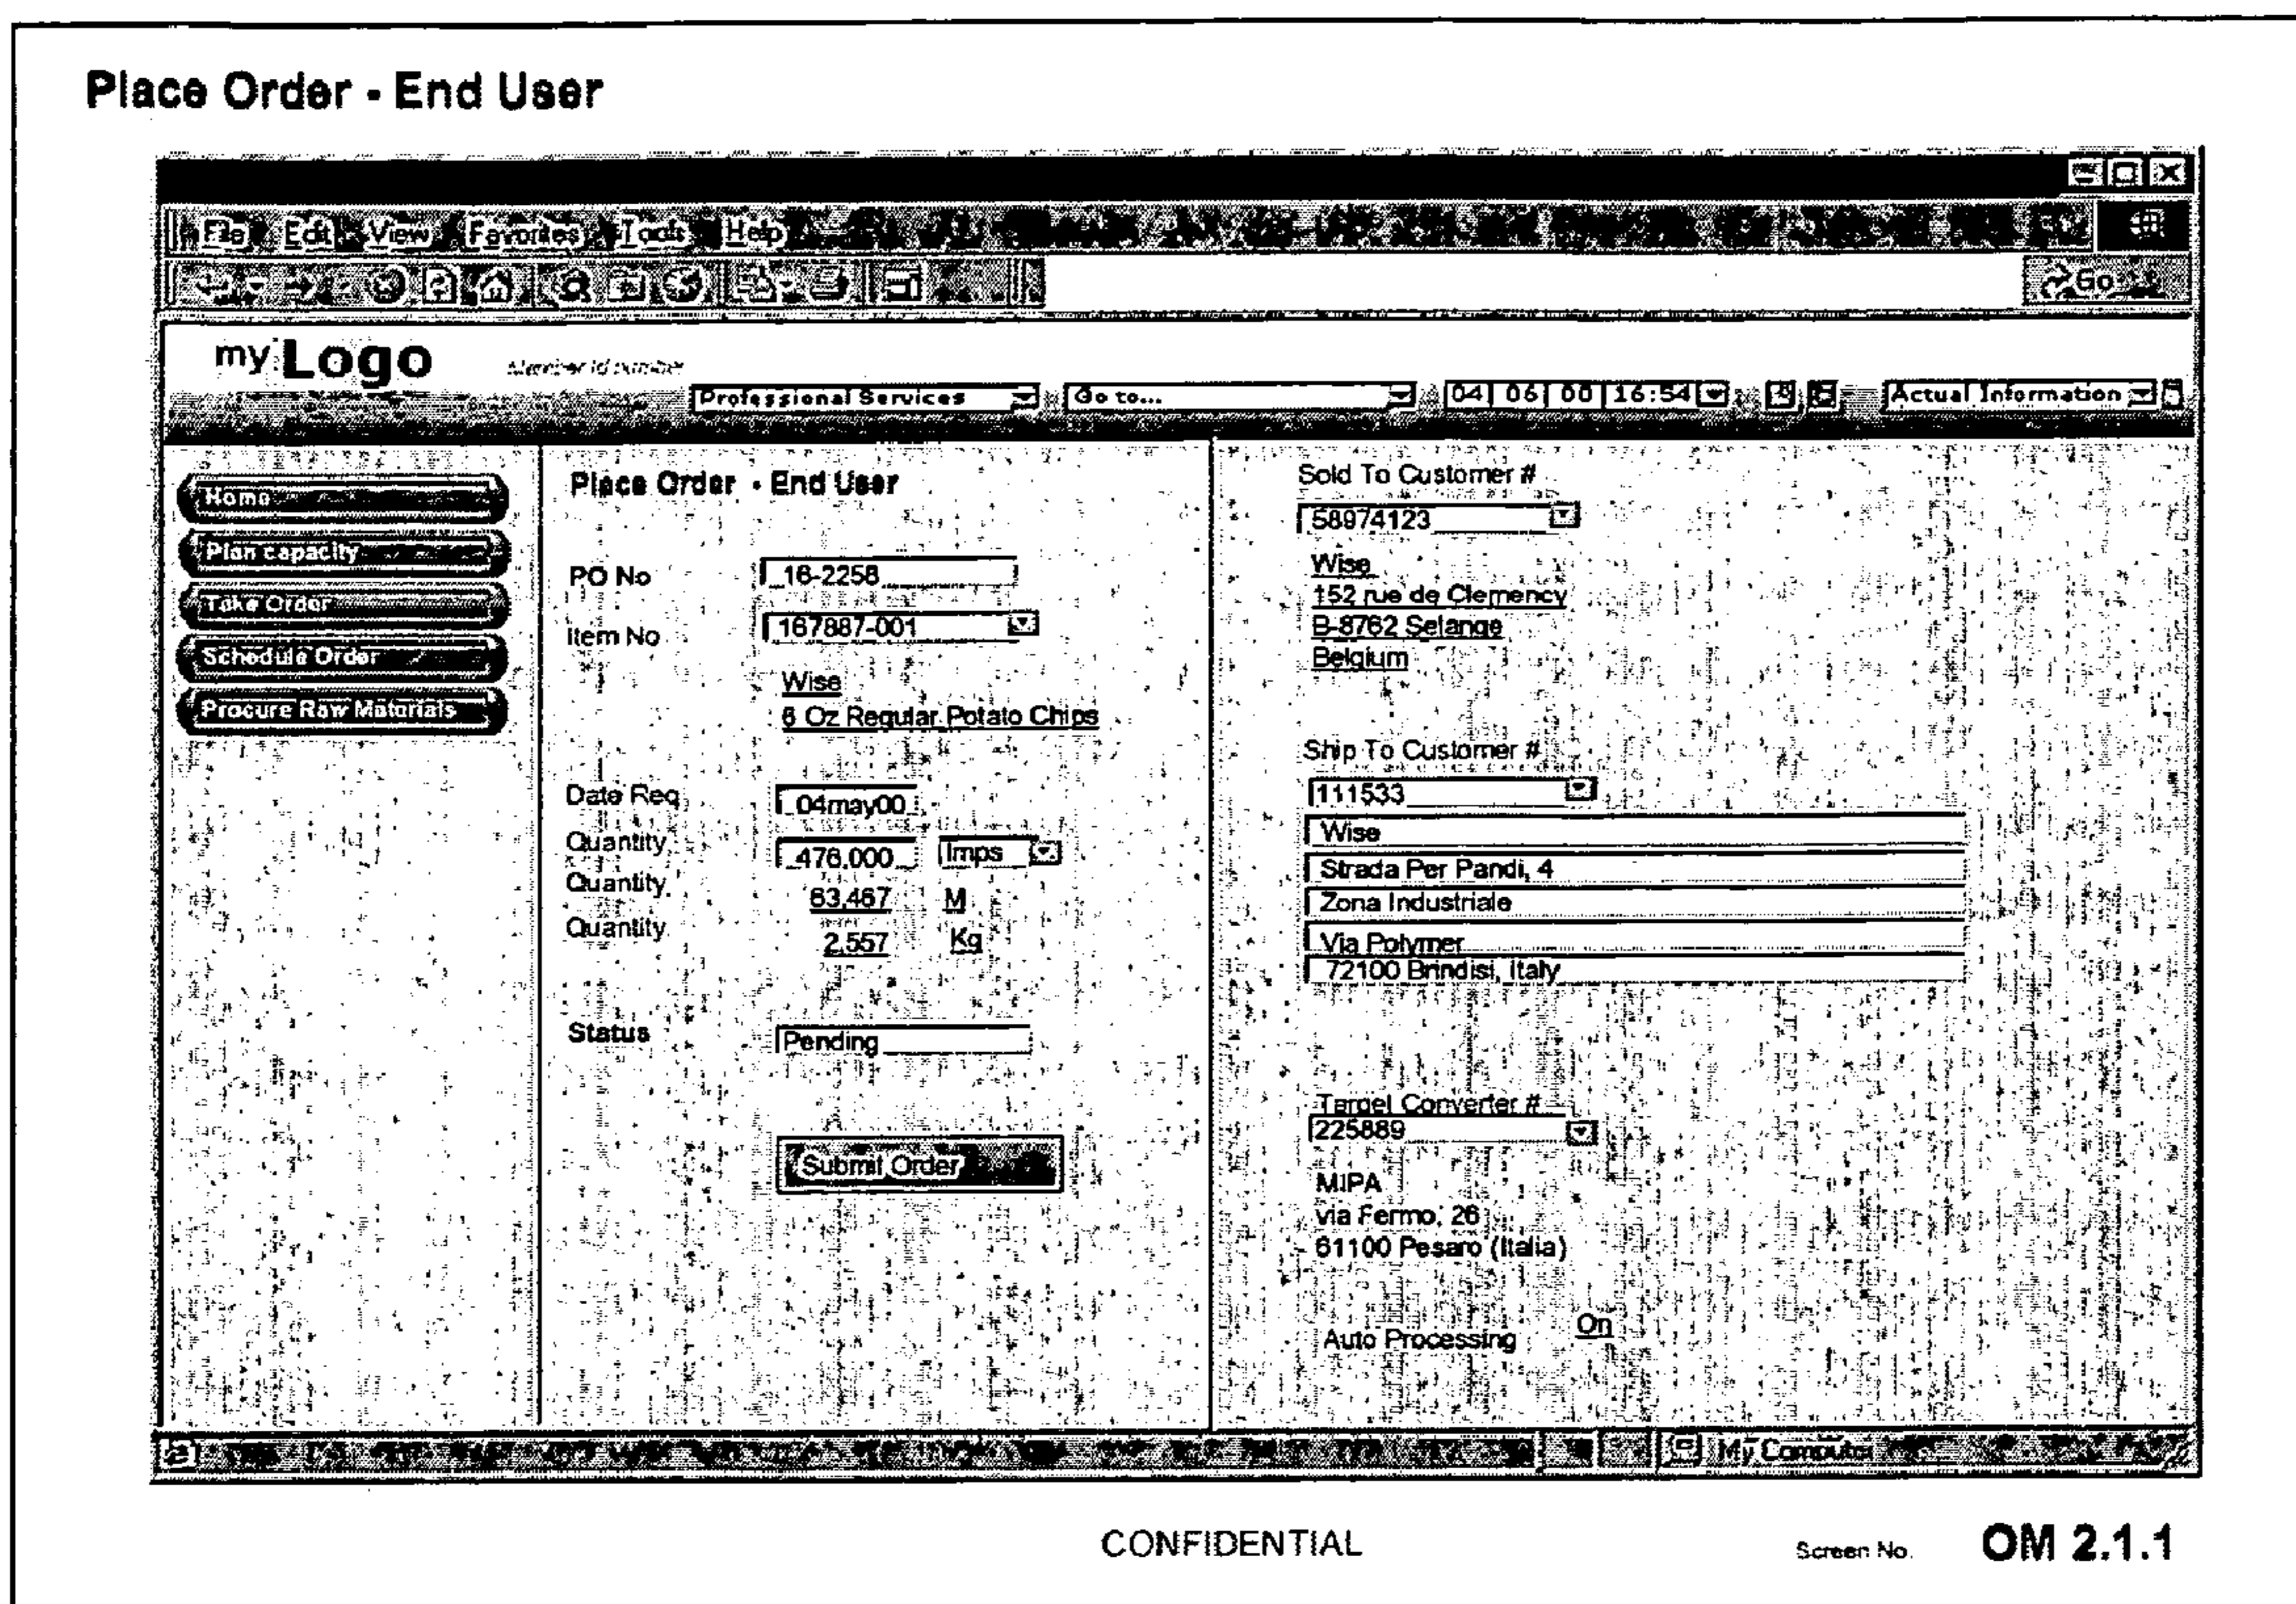 Place Order - End User
File Edit View Favorites Tools Help
Go
my Logo
Member Id number
Professional Services
Go to...
04 06 00 16:54
Actual Information
Home
Plan capacity
Take Order
Schedule Order
Procure Raw Materials
Place Order - End User
PO No 16-2258
Item No 167887-001
Wise
6 Oz Regular Potato Chips
Date Req 04may00
Quantity 476,000 Imps
Quantity 63,467 M
Quantity 2,557 Kg
Status Pending
Submit Order
Sold To Customer #
58974123
Wise
152 rue de Clemency
B-8762 Selange
Belgium
Ship To Customer #
111533
Wise
Strada Per Pandi, 4
Zona Industriale
Via Polymer
72100 Brindisi, Italy
Target Converter #
225889
MIPA
via Fermo, 26
61100 Pesaro (Italia)
Auto Processing On
My Computer
CONFIDENTIAL
Screen No. OM 2.1.1